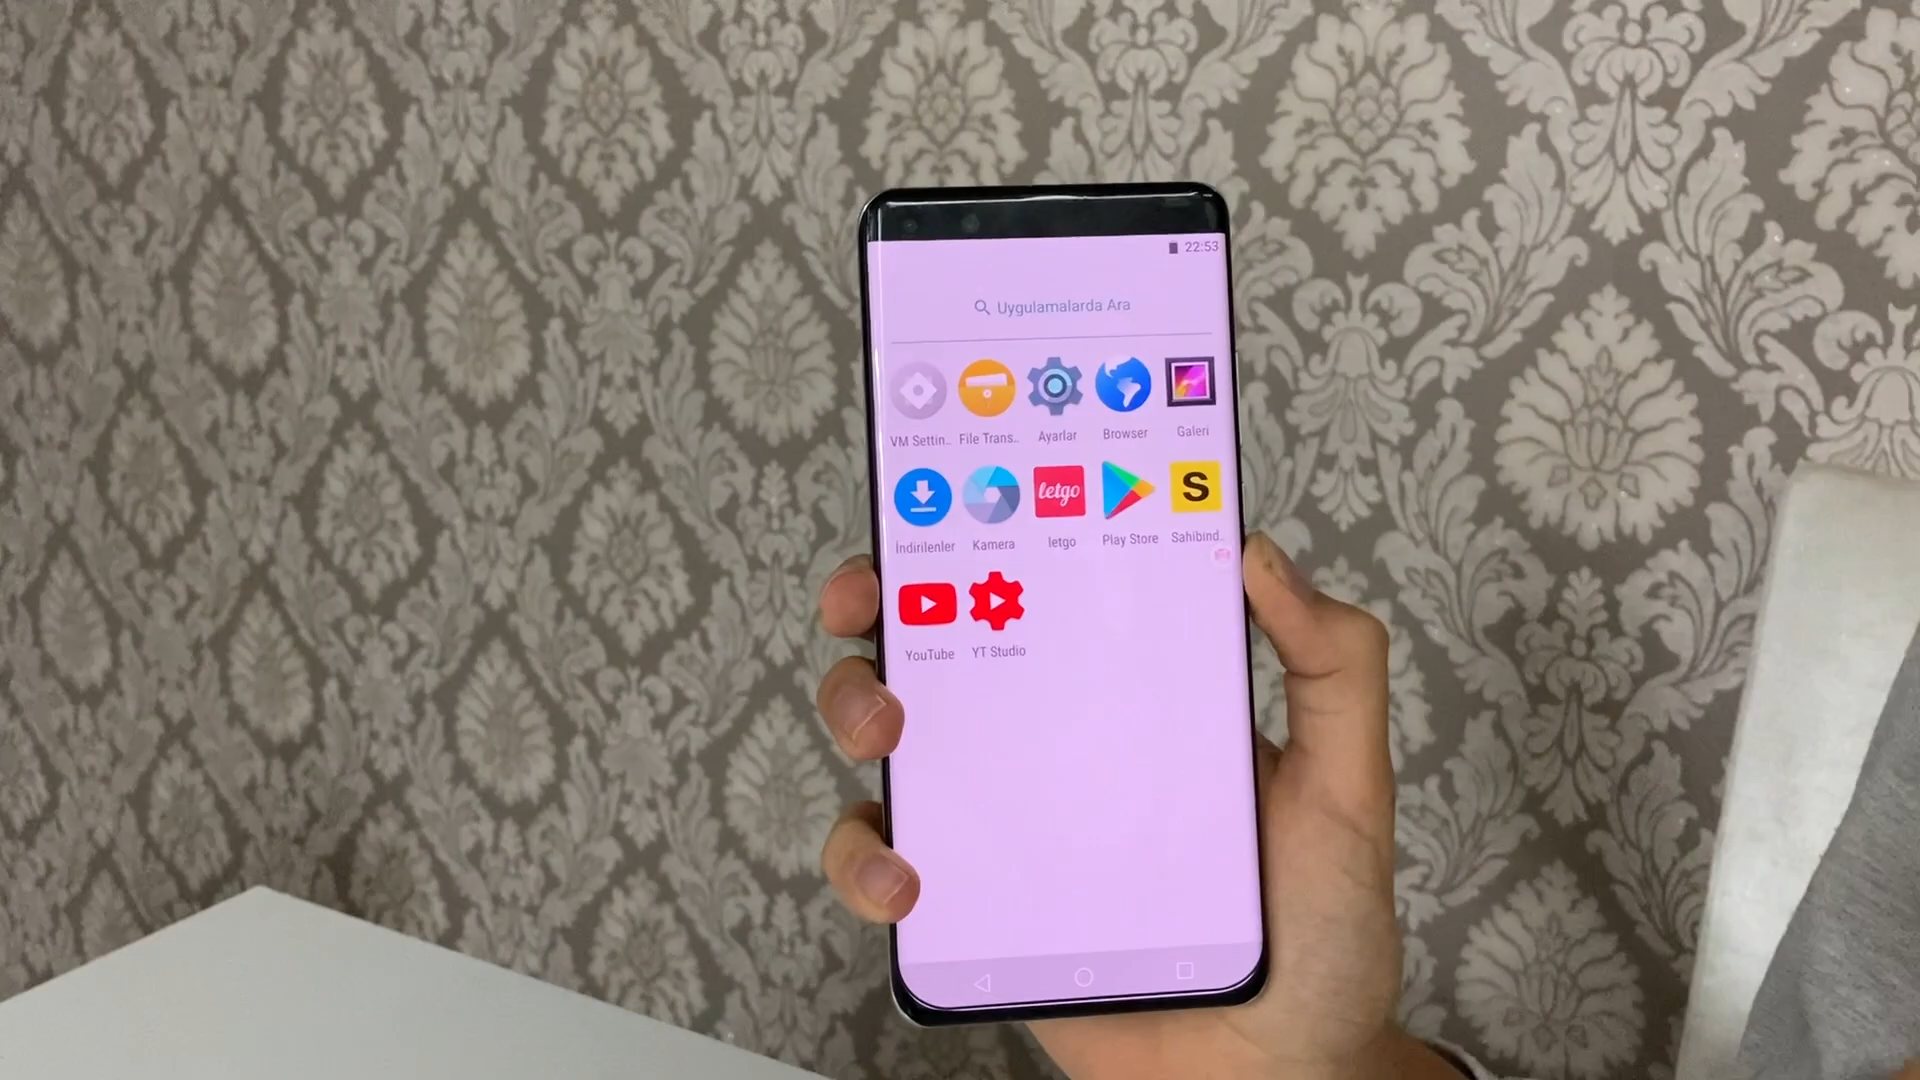 22:53
Uygulamalarda Ara
VM Settin.. File Trans.. Ayarlar Browser Galeri
letgo S
İndirilenler Kamera letgo Play Store Sahibind..
YouTube YT Studio